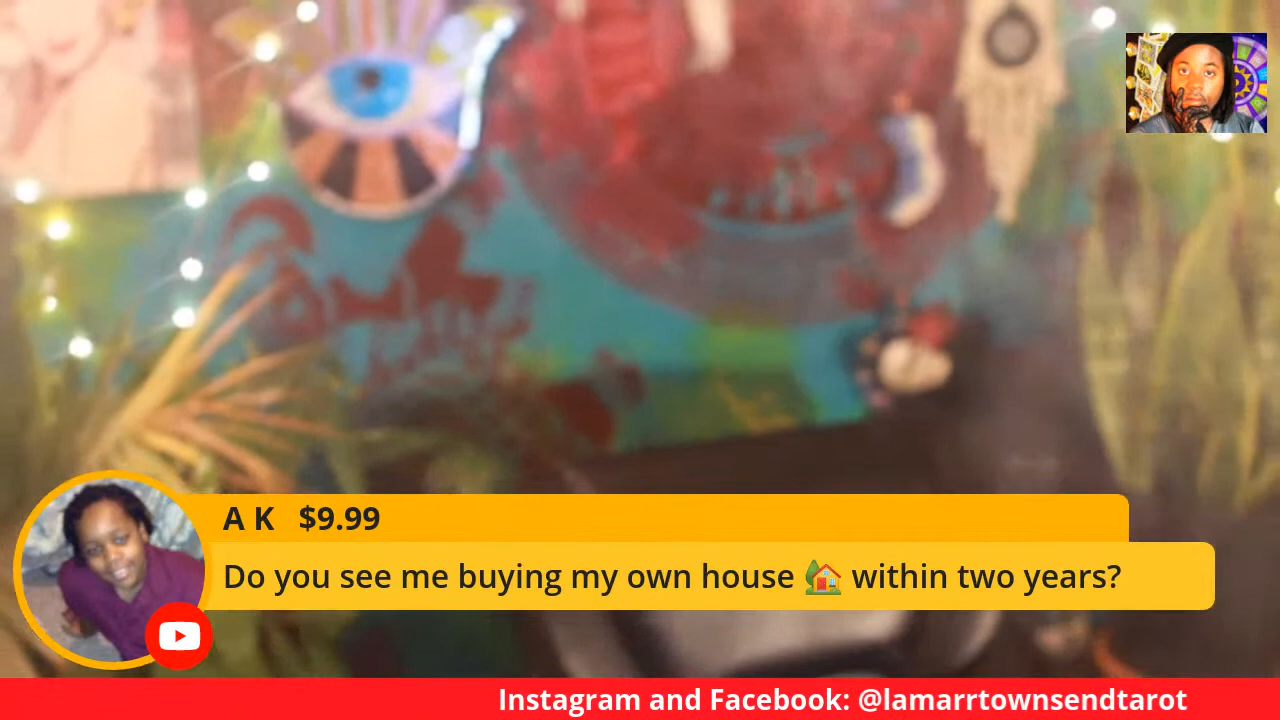 A K $9.99
Do you see me buying my own house 🏡 within two years?
Instagram and Facebook: @lamarrtownsendtarot